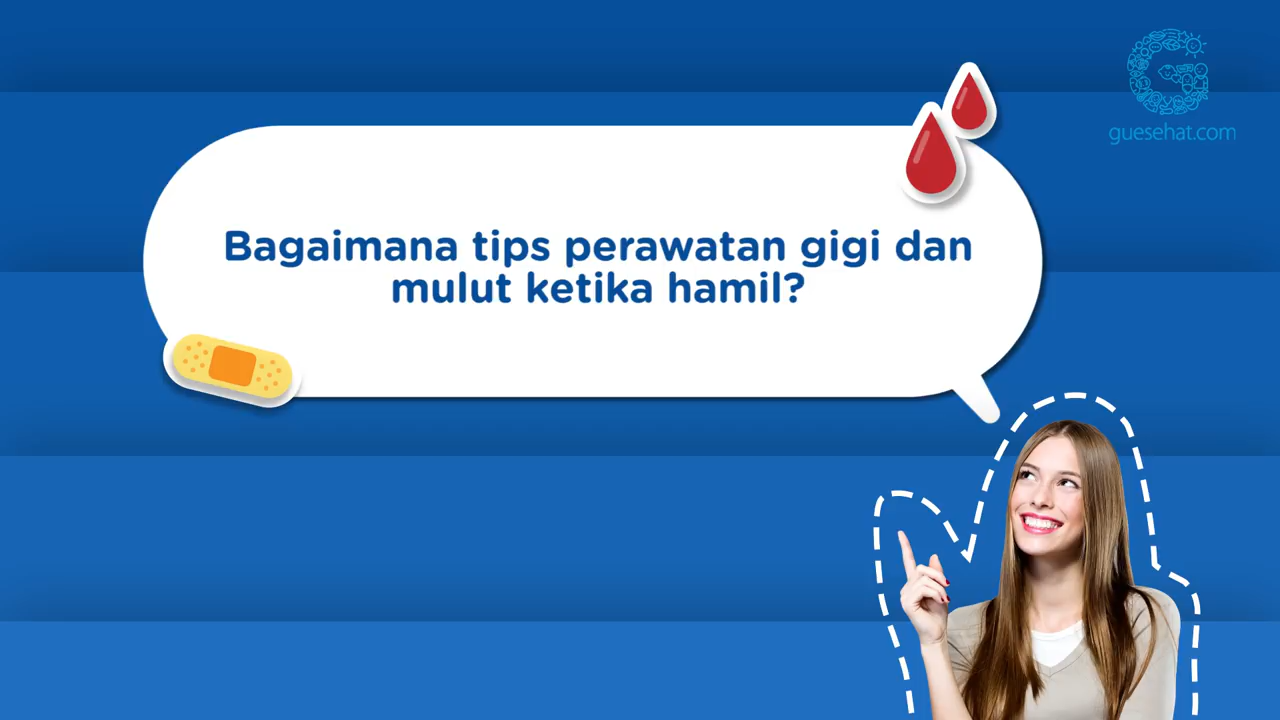 guesehat.com
Bagaimana tips perawatan gigi dan
mulut ketika hamil?